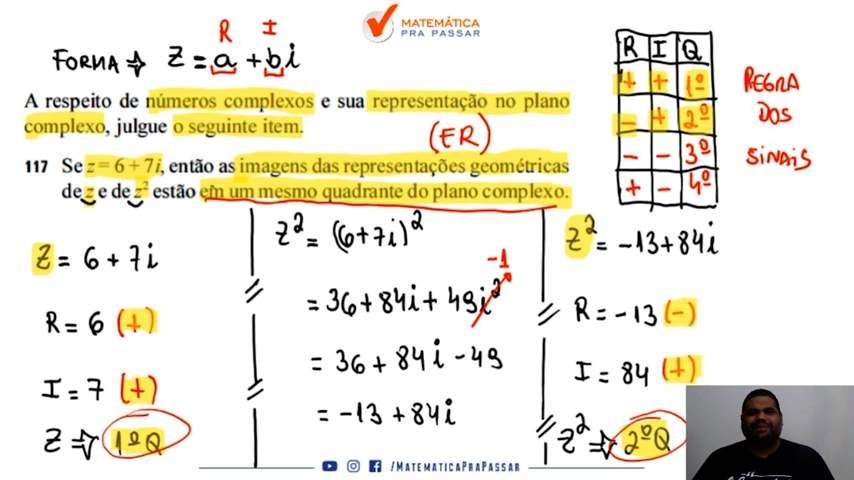 MATEMÁTICA
PRA PASSAR
R I
FORMA ⇒ Z = a + bi
A respeito de números complexos e sua representação no plano
complexo, julgue o seguinte item.
(ER)
117 Se z = 6 + 7i, então as imagens das representações geométricas
de z e de z² estão em um mesmo quadrante do plano complexo.
R I Q
+ + 1º
- + 2º
- - 3º
+ - 4º
REGRA
DOS
SINAIS
Z = 6 + 7i
R = 6 (+)
I = 7 (+)
Z ⇒ 1ºQ
Z² = (6+7i)²
-1
= 36 + 84i + 49i²
= 36 + 84i - 49
= -13 + 84i
Z² = -13 + 84i
R = -13 (-)
I = 84 (+)
Z² ⇒ 2ºQ
/MATEMATICAPRAPASSAR